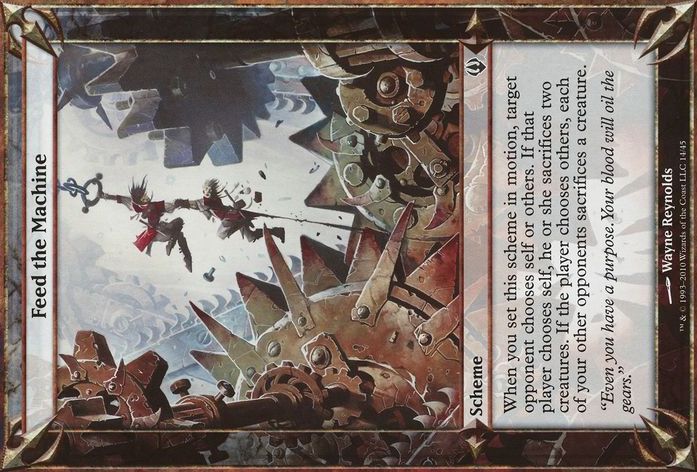 Feed the Machine
Scheme
When you set this scheme in motion, target
opponent chooses self or others. If that
player chooses self, he or she sacrifices two
creatures. If the player chooses others, each
of your other opponents sacrifices a creature.
“Even you have a purpose. Your blood will oil the
gears.”
Wayne Reynolds
™ & © 1993–2010 Wizards of the Coast LLC 14/45